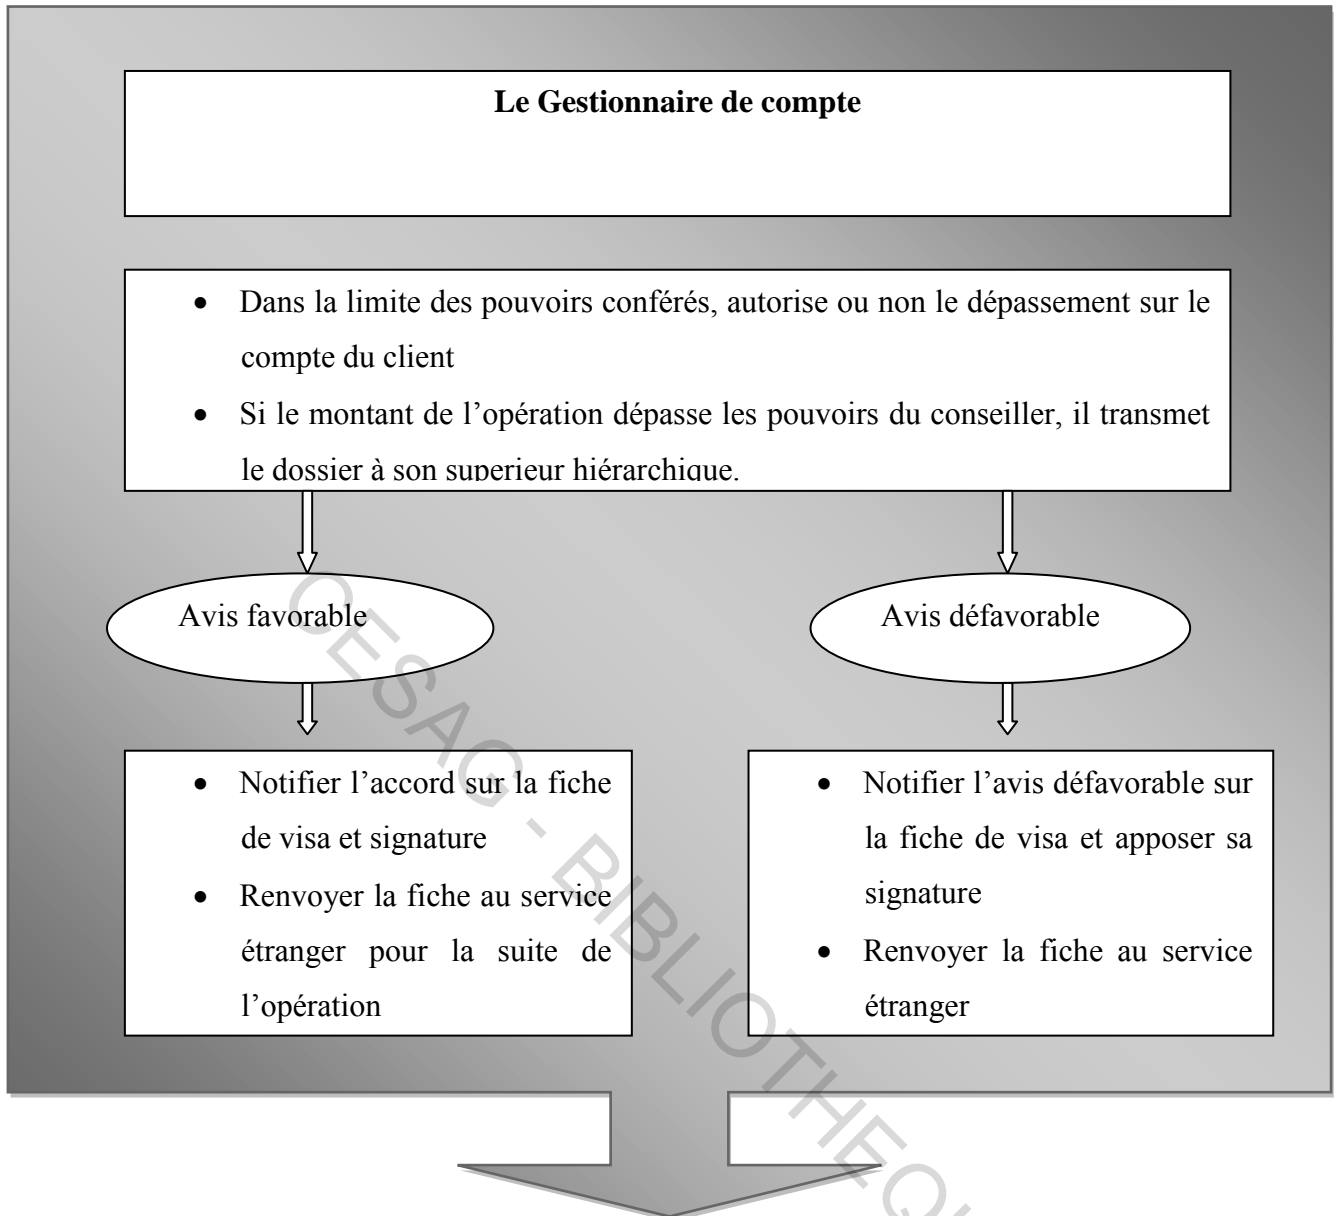 Le Gestionnaire de compte
• Dans la limite des pouvoirs conférés, autorise ou non le dépassement sur le
compte du client
• Si le montant de l’opération dépasse les pouvoirs du conseiller, il transmet
le dossier à son superieur hiérarchique.
Avis favorable
Avis défavorable
• Notifier l’accord sur la fiche
de visa et signature
• Renvoyer la fiche au service
étranger pour la suite de
l’opération
• Notifier l’avis défavorable sur
la fiche de visa et apposer sa
signature
• Renvoyer la fiche au service
étranger
CESAG - BIBLIOTHEQU